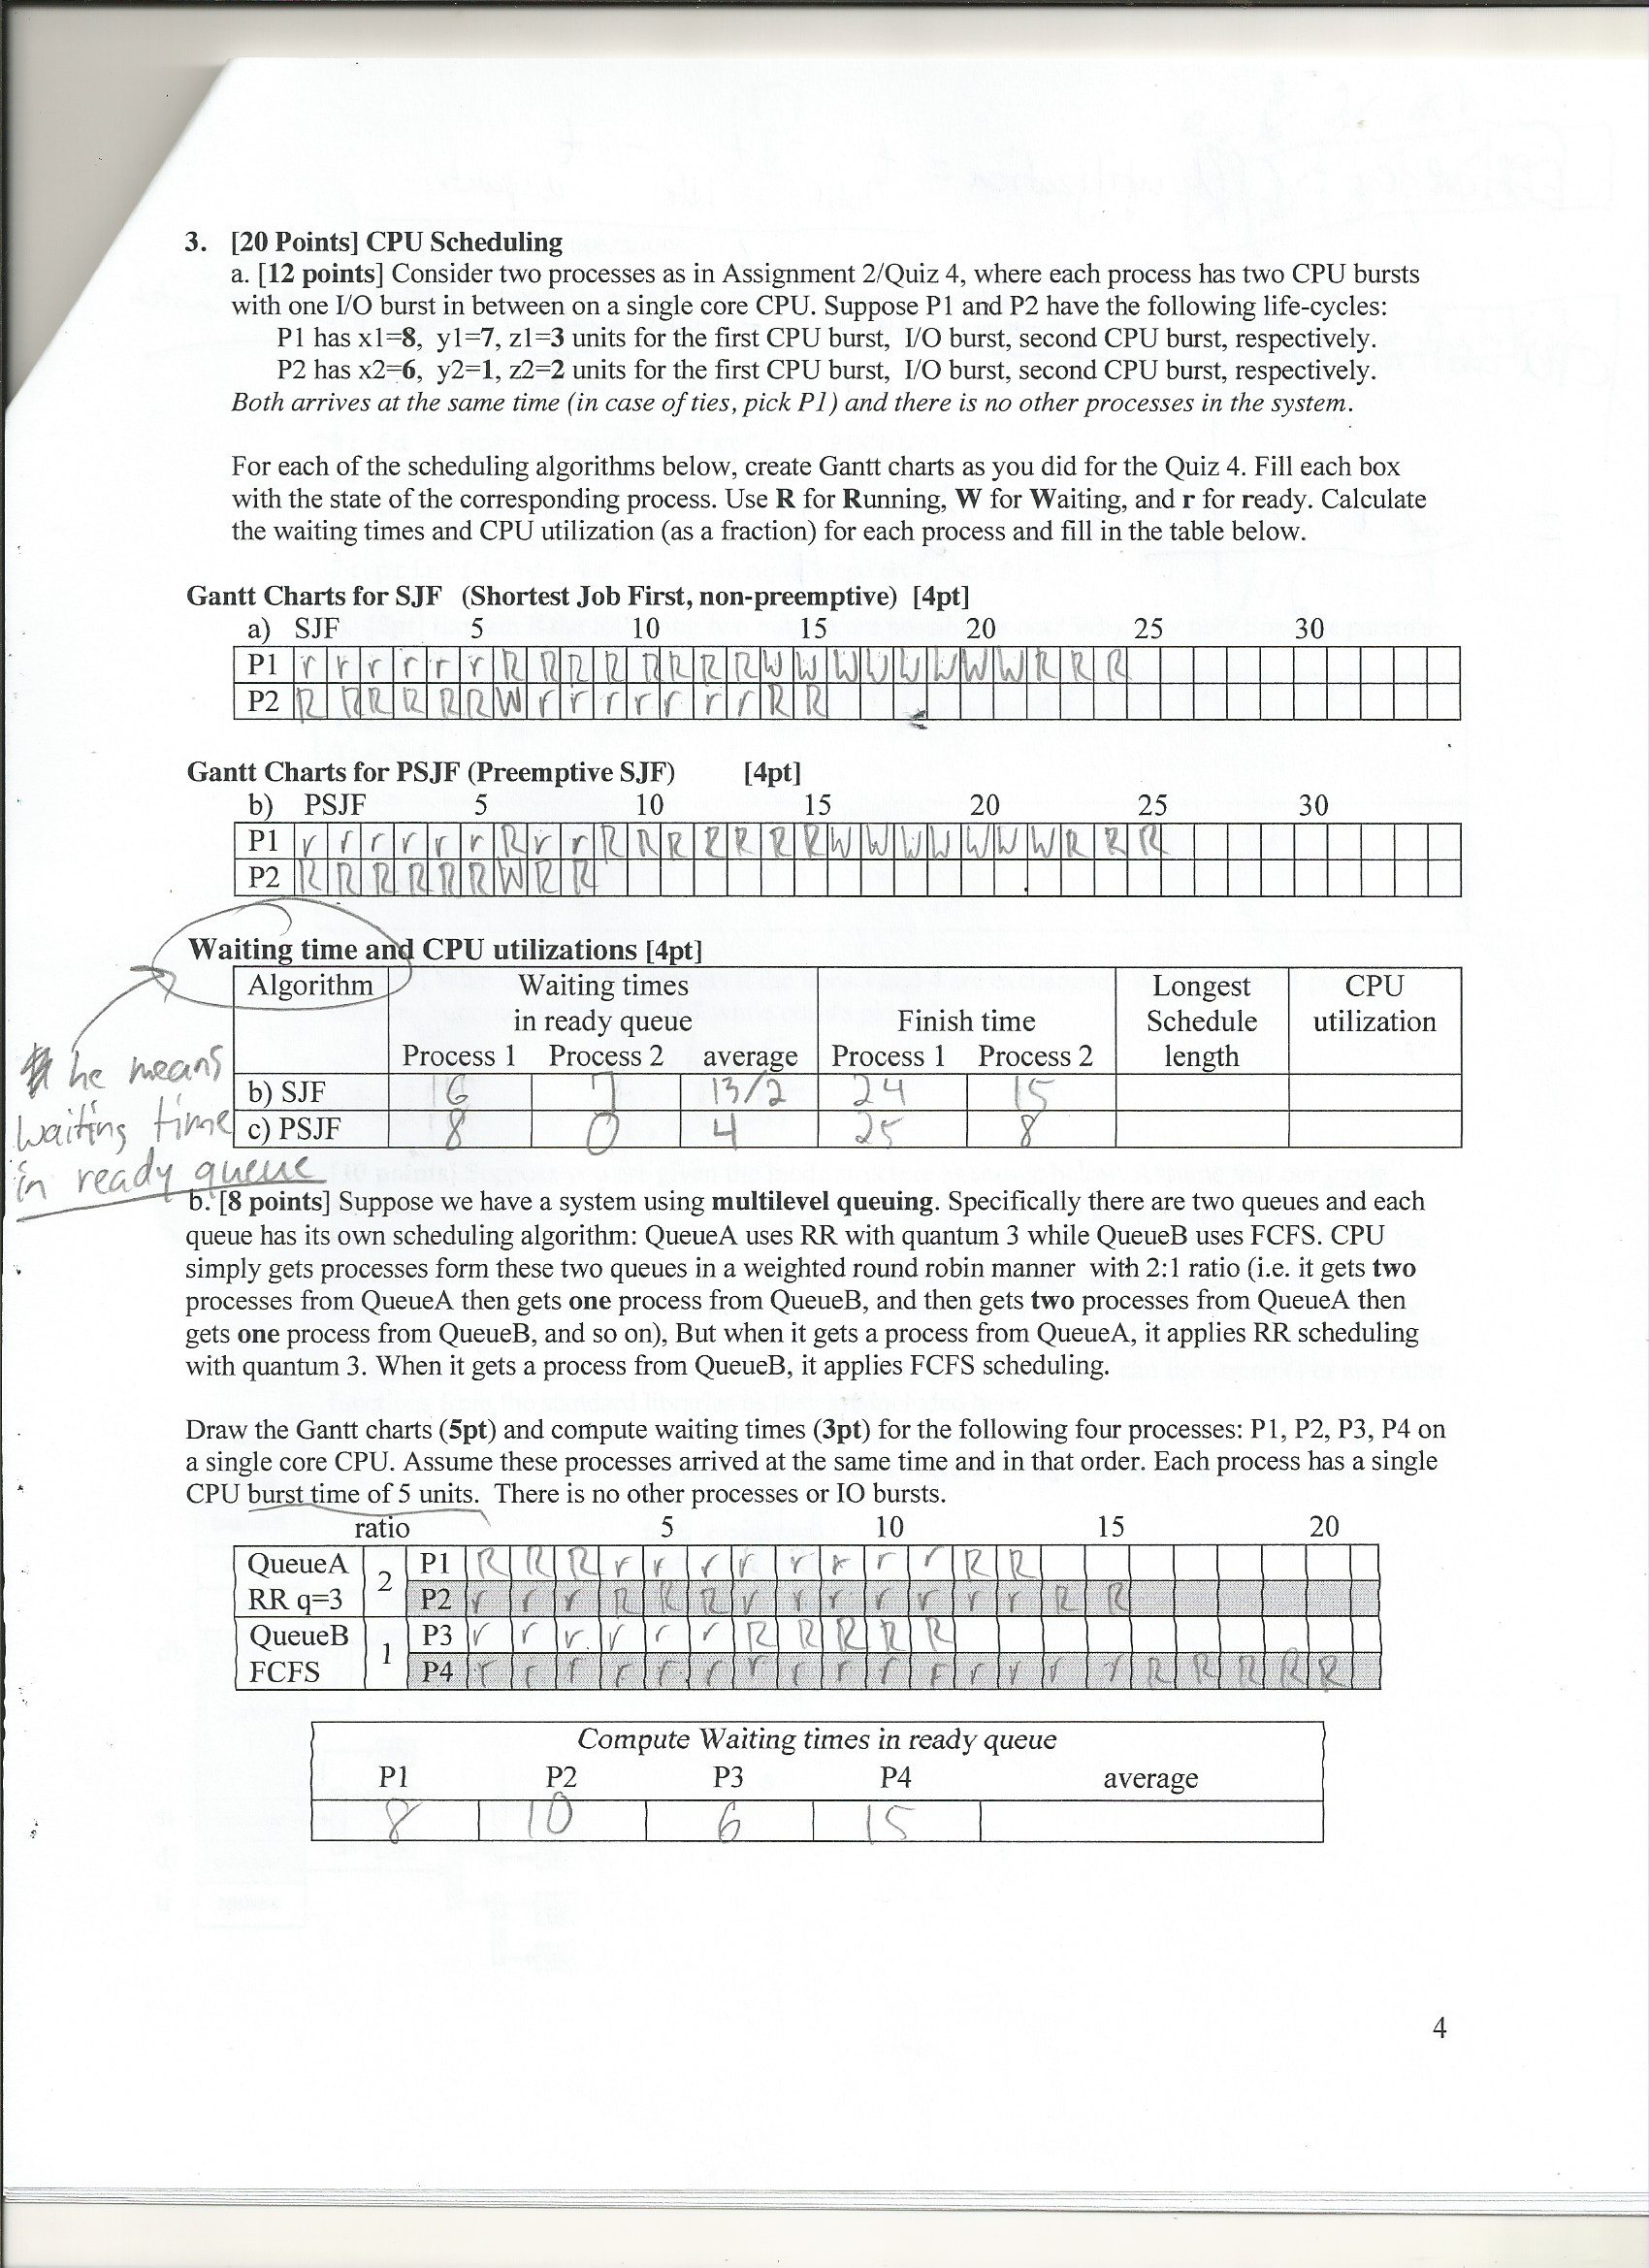 3. [20 Points] CPU Scheduling
a. [12 points] Consider two processes as in Assignment 2/Quiz 4, where each process has two CPU bursts
with one I/O burst in between on a single core CPU. Suppose P1 and P2 have the following life-cycles:
P1 has x1=8, y1=7, z1=3 units for the first CPU burst, I/O burst, second CPU burst, respectively.
P2 has x2=6, y2=1, z2=2 units for the first CPU burst, I/O burst, second CPU burst, respectively.
Both arrives at the same time (in case of ties, pick P1) and there is no other processes in the system.
For each of the scheduling algorithms below, create Gantt charts as you did for the Quiz 4. Fill each box
with the state of the corresponding process. Use R for Running, W for Waiting, and r for ready. Calculate
the waiting times and CPU utilization (as a fraction) for each process and fill in the table below.
Gantt Charts for SJF (Shortest Job First, non-preemptive) [4pt]
a) SJF 5 10 15 20 25 30
P1 r r r r r r R R R R R R R R W W W W W W W W R R R
P2 R R R R R R W r r r r r r r R R
Gantt Charts for PSJF (Preemptive SJF) [4pt]
b) PSJF 5 10 15 20 25 30
P1 r r r r r r R r r R R R R R R R W W W W W W W R R R
P2 R R R R R R W R R
Waiting time and CPU utilizations [4pt]
Algorithm Waiting times Longest CPU
in ready queue Finish time Schedule utilization
Process 1 Process 2 average Process 1 Process 2 length
b) SJF 6 7 13/2 24 15
c) PSJF 8 0 4 25 8
he means
waiting time
in ready queue
b. [8 points] Suppose we have a system using multilevel queuing. Specifically there are two queues and each
queue has its own scheduling algorithm: QueueA uses RR with quantum 3 while QueueB uses FCFS. CPU
simply gets processes form these two queues in a weighted round robin manner with 2:1 ratio (i.e. it gets two
processes from QueueA then gets one process from QueueB, and then gets two processes from QueueA then
gets one process from QueueB, and so on), But when it gets a process from QueueA, it applies RR scheduling
with quantum 3. When it gets a process from QueueB, it applies FCFS scheduling.
Draw the Gantt charts (5pt) and compute waiting times (3pt) for the following four processes: P1, P2, P3, P4 on
a single core CPU. Assume these processes arrived at the same time and in that order. Each process has a single
CPU burst time of 5 units. There is no other processes or IO bursts.
ratio 5 10 15 20
QueueA 2 P1 R R R r r r r r r r r R R
RR q=3 P2 r r r R R R r r r r r r r R R
QueueB 1 P3 r r r r r r R R R R R
FCFS P4 r r r r r r r r r r r r r r r R R R R R
Compute Waiting times in ready queue
P1 P2 P3 P4 average
8 10 6 15
4